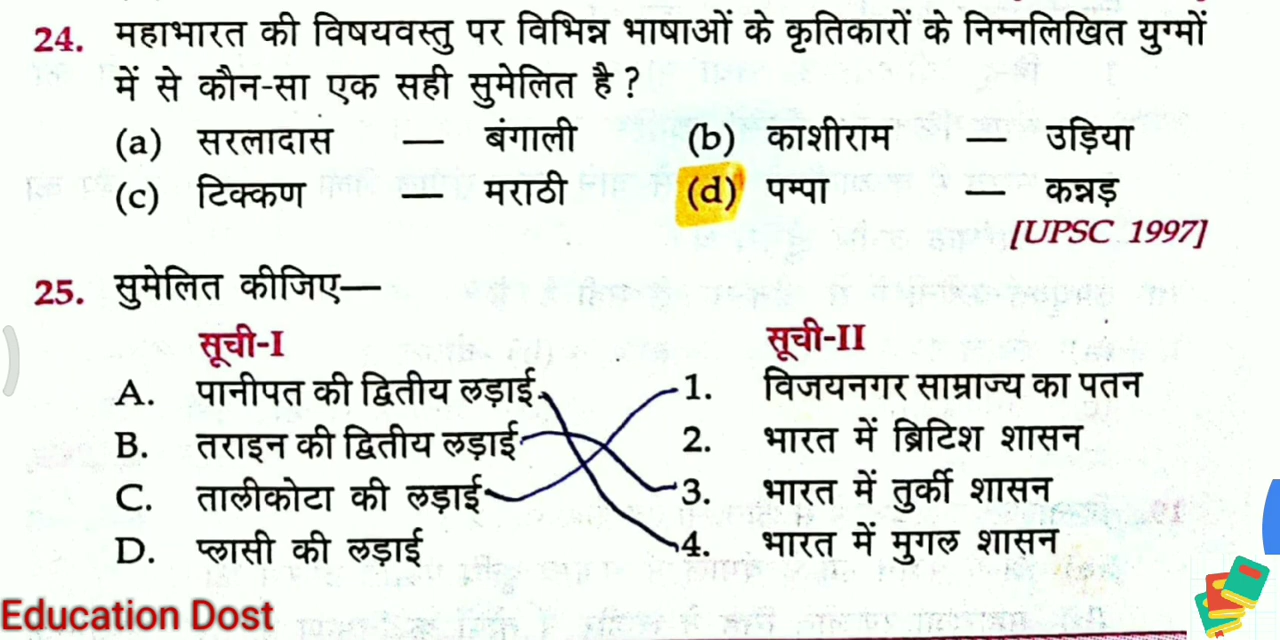 24. महाभारत की विषयवस्तु पर विभिन्न भाषाओं के कृतिकारों के निम्नलिखित युग्मों
में से कौन-सा एक सही सुमेलित है ?
(a) सरलादास — बंगाली (b) काशीराम — उड़िया
(c) टिक्कण — मराठी (d) पम्पा — कन्नड़
[UPSC 1997]
25. सुमेलित कीजिए—
सूची-I सूची-II
A. पानीपत की द्वितीय लड़ाई 1. विजयनगर साम्राज्य का पतन
B. तराइन की द्वितीय लड़ाई 2. भारत में ब्रिटिश शासन
C. तालीकोटा की लड़ाई 3. भारत में तुर्की शासन
D. प्लासी की लड़ाई 4. भारत में मुगल शासन
Education Dost